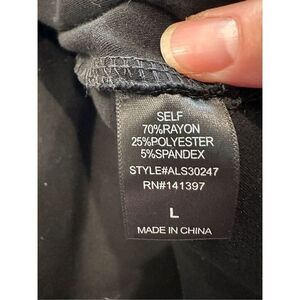 SELF
70%RAYON
25%POLYESTER
5%SPANDEX
STYLE#ALS30247
RN#141397
L
MADE IN CHINA